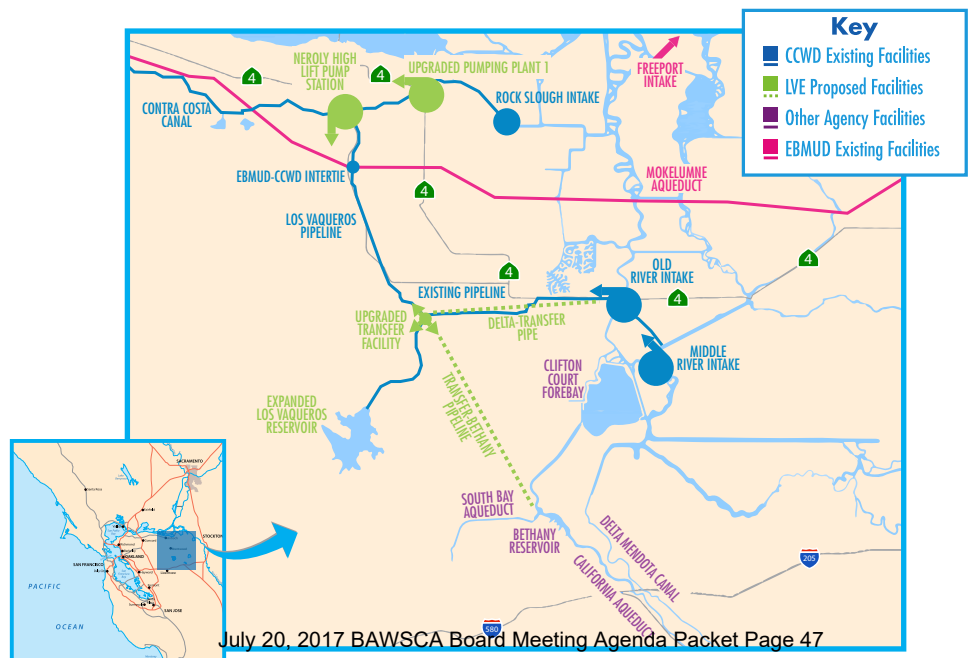 Key
CCWD Existing Facilities
LVE Proposed Facilities
Other Agency Facilities
EBMUD Existing Facilities
NEROLY HIGH
LIFT PUMP
STATION
UPGRADED PUMPING PLANT 1
4
4
FREEPORT
INTAKE
CONTRA COSTA
CANAL
ROCK SLOUGH INTAKE
EBMUD-CCWD INTERTIE
MOKELUMNE
AQUEDUCT
4
LOS VAQUEROS
PIPELINE
4
4
OLD
RIVER INTAKE
EXISTING PIPELINE
4
UPGRADED
TRANSFER
FACILITY
DELTA-TRANSFER
PIPE
MIDDLE
RIVER INTAKE
CLIFTON
COURT
FOREBAY
TRANSFER-BETHANY
PIPELINE
EXPANDED
LOS VAQUEROS
RESERVOIR
SOUTH BAY
AQUEDUCT
BETHANY
RESERVOIR
DELTA MENDOTA CANAL
CALIFORNIA AQUEDUCT
205
580
SACRAMENTO
STOCKTON
OAKLAND
SAN FRANCISCO
SAN JOSE
PACIFIC
OCEAN
July 20, 2017 BAWSCA Board Meeting Agenda Packet Page 47